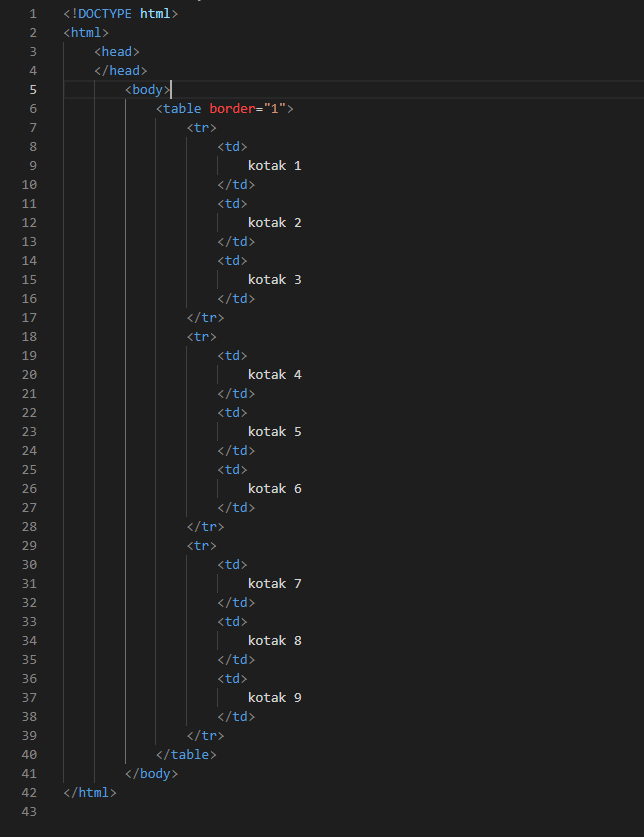 1 <!DOCTYPE html>
2 <html>
3     <head>
4     </head>
5         <body>
6             <table border="1">
7                 <tr>
8                     <td>
9                         kotak 1
10                     </td>
11                     <td>
12                         kotak 2
13                     </td>
14                     <td>
15                         kotak 3
16                     </td>
17                 </tr>
18                 <tr>
19                     <td>
20                         kotak 4
21                     </td>
22                     <td>
23                         kotak 5
24                     </td>
25                     <td>
26                         kotak 6
27                     </td>
28                 </tr>
29                 <tr>
30                     <td>
31                         kotak 7
32                     </td>
33                     <td>
34                         kotak 8
35                     </td>
36                     <td>
37                         kotak 9
38                     </td>
39                 </tr>
40             </table>
41         </body>
42 </html>
43